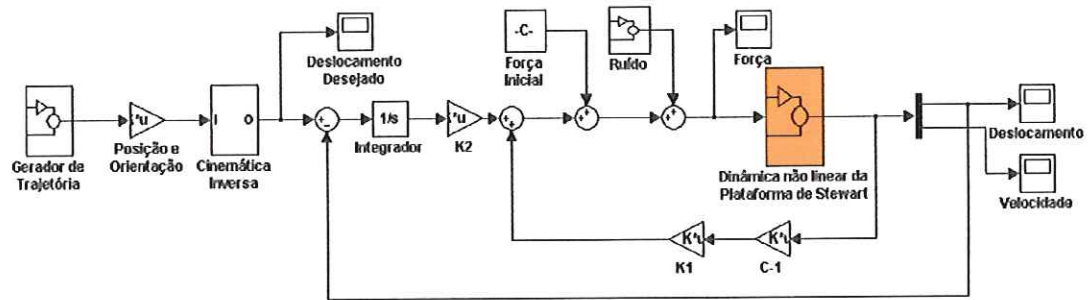 -C-
Força
Inicial
Ruído
Força
Deslocamento
Desejado
Gerador de
Trajetória
*u
Posição e
Orientação
I O
Cinemática
Inversa
1/s
Integrador
*u
K2
Dinâmica não linear da
Plataforma de Stewart
Deslocamento
Velocidade
K*u
K1
K*u
C-1